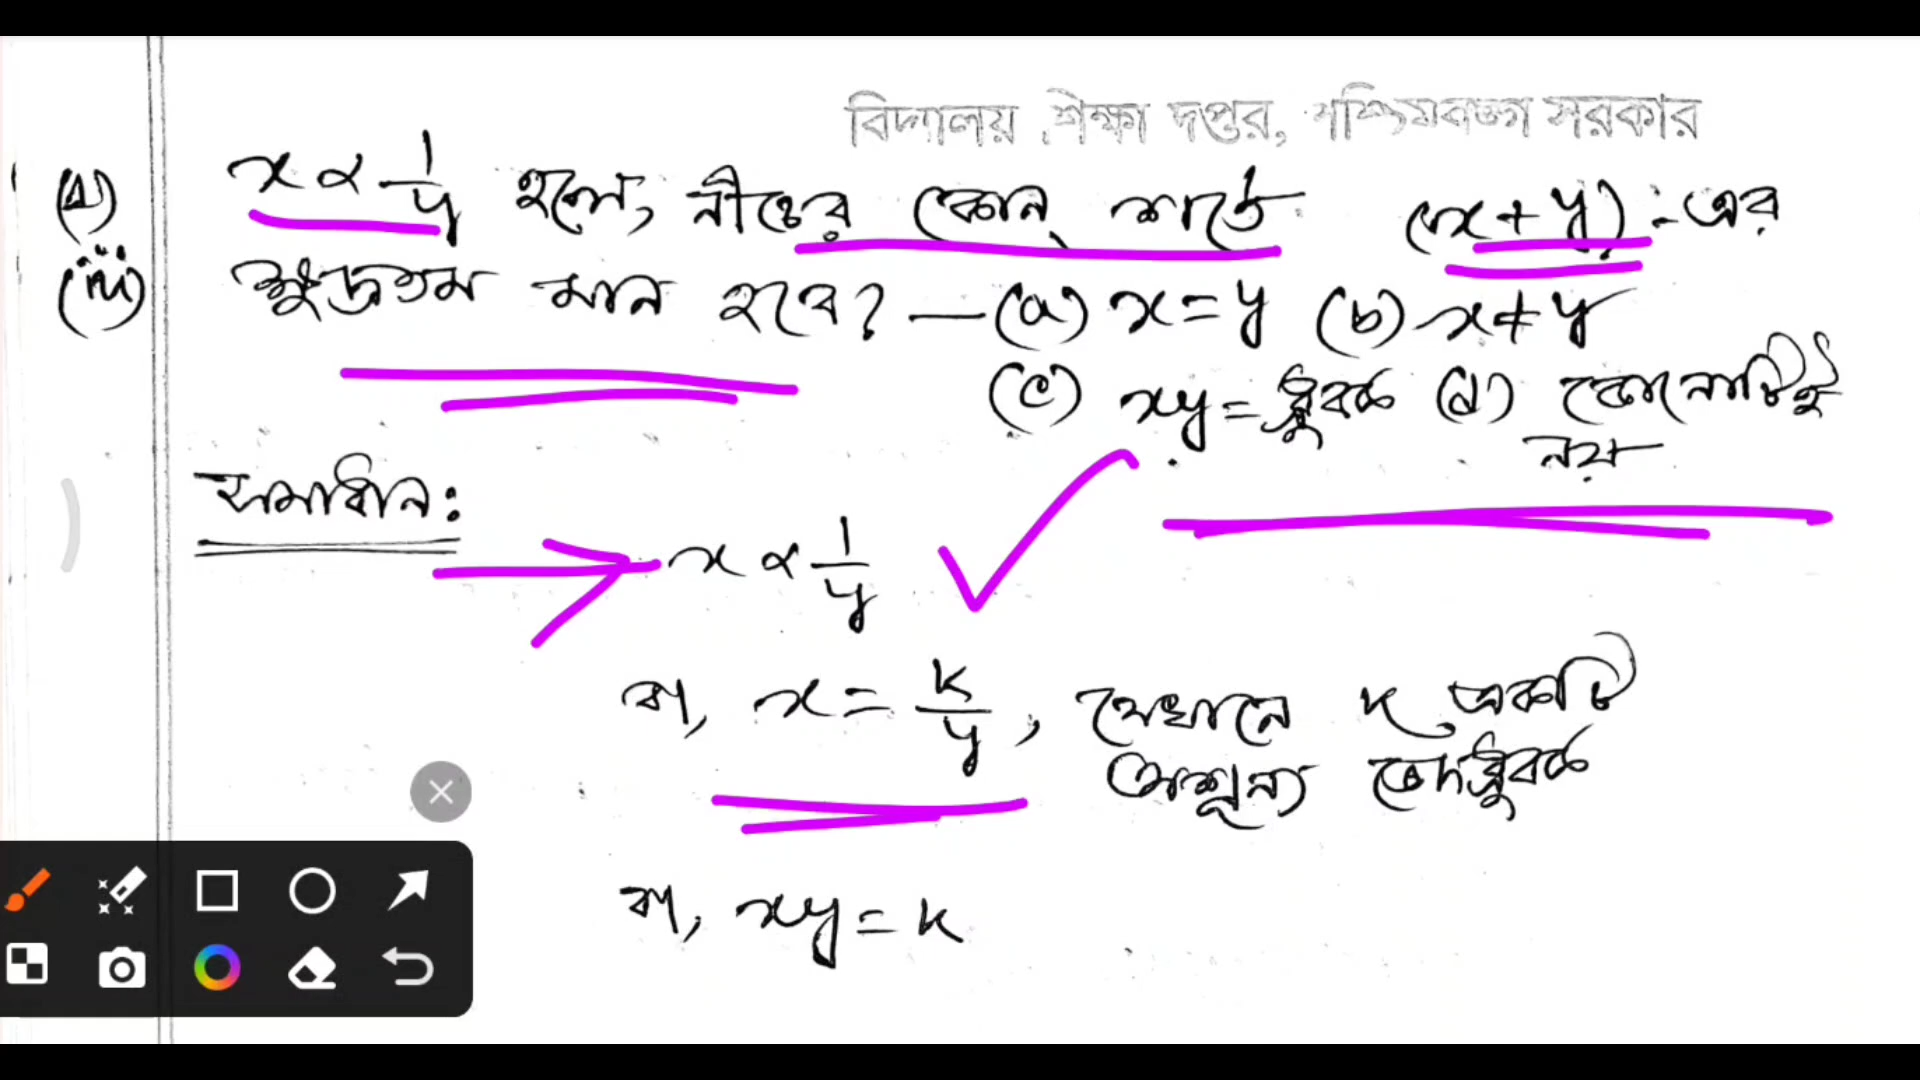 বিদ্যালয় শিক্ষা দপ্তর, পশ্চিমবঙ্গ সরকার
(A) x ∝ 1/y হলে, নীচের কোন্ শর্তে (x+y)-এর
(iii) ক্ষুদ্রতম মান হবে? — (a) x = y (b) x ≠ y
(c) xy = ধ্রুবক (d) কোনোটিই
নয়
সমাধান:
x ∝ 1/y
বা, x = k/y, যেখানে k একটি
অশূন্য ভেদধ্রুবক
বা, xy = k